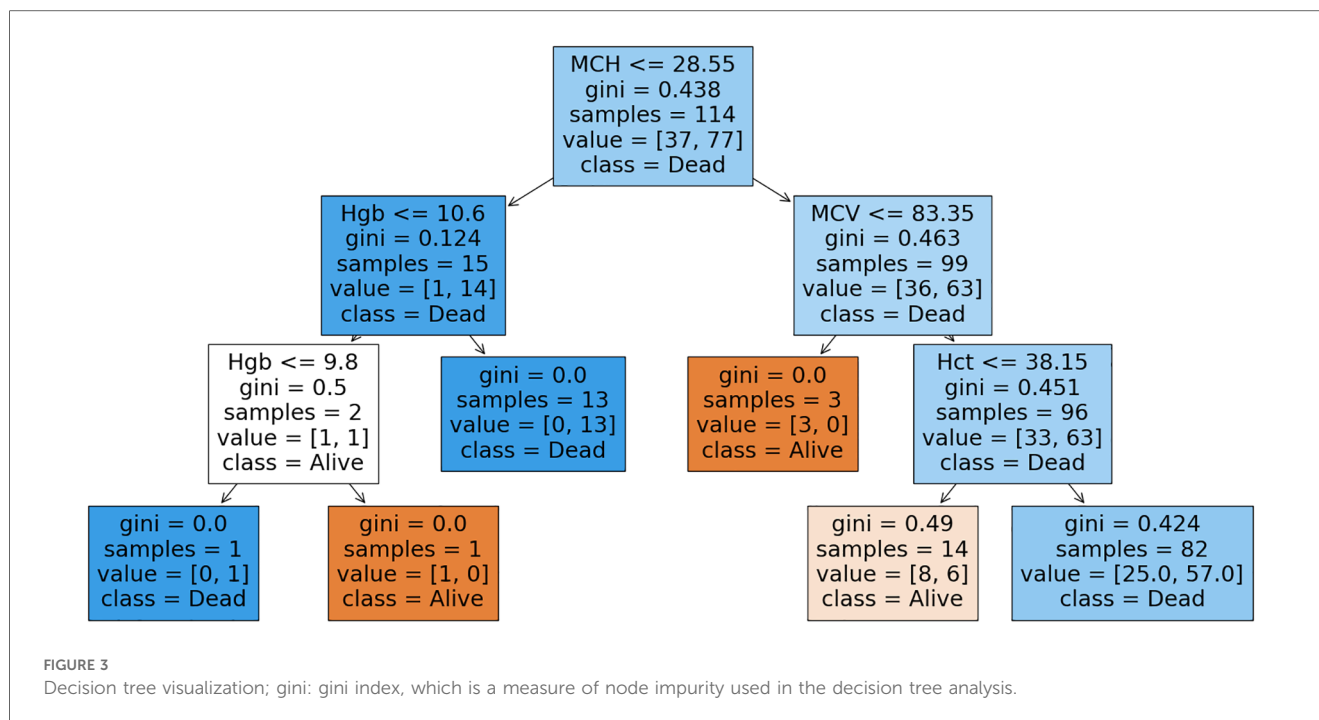 MCH <= 28.55
gini = 0.438
samples = 114
value = [37, 77]
class = Dead
Hgb <= 10.6
gini = 0.124
samples = 15
value = [1, 14]
class = Dead
MCV <= 83.35
gini = 0.463
samples = 99
value = [36, 63]
class = Dead
Hgb <= 9.8
gini = 0.5
samples = 2
value = [1, 1]
class = Alive
gini = 0.0
samples = 13
value = [0, 13]
class = Dead
gini = 0.0
samples = 3
value = [3, 0]
class = Alive
Hct <= 38.15
gini = 0.451
samples = 96
value = [33, 63]
class = Dead
gini = 0.0
samples = 1
value = [0, 1]
class = Dead
gini = 0.0
samples = 1
value = [1, 0]
class = Alive
gini = 0.49
samples = 14
value = [8, 6]
class = Alive
gini = 0.424
samples = 82
value = [25.0, 57.0]
class = Dead
FIGURE 3
Decision tree visualization; gini: gini index, which is a measure of node impurity used in the decision tree analysis.